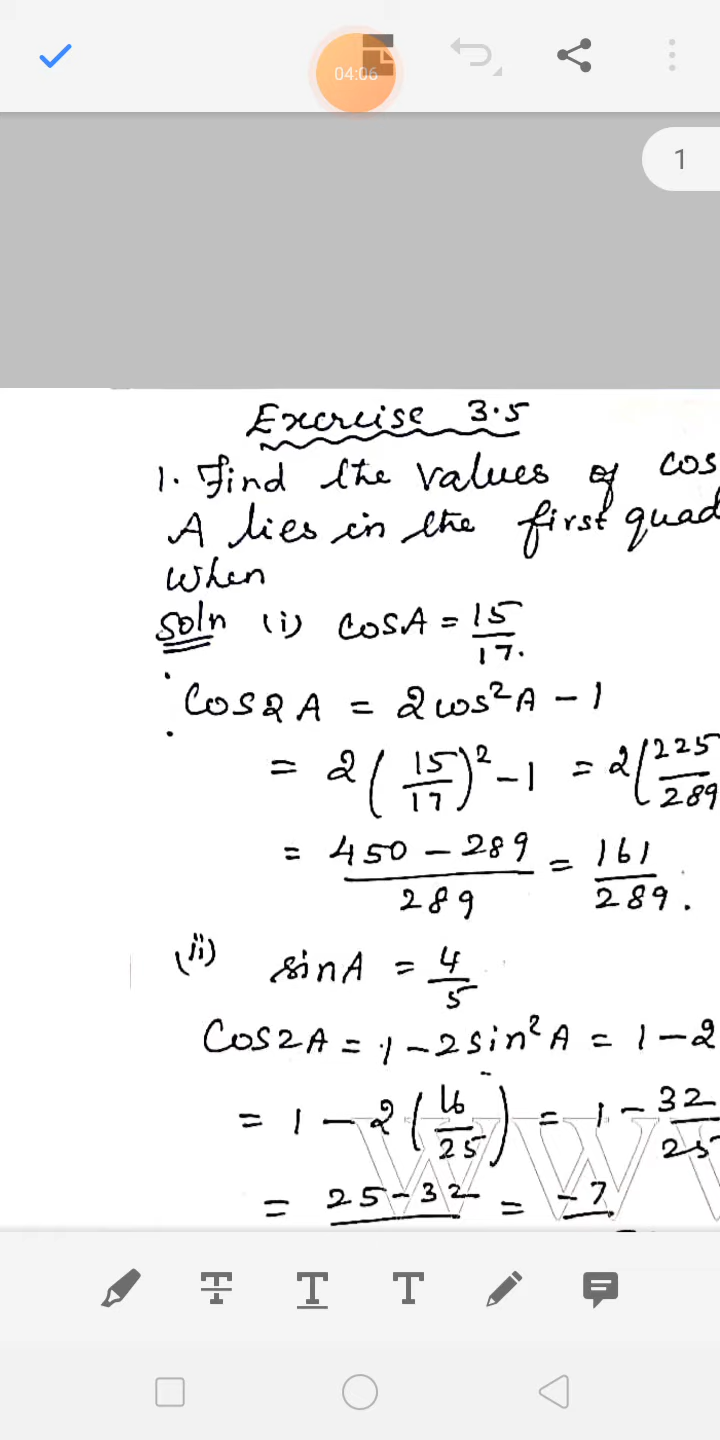 04:06
1
Exercise 3.5
1. Find the values of cos
A lies in the first quad
when
Soln (i) cosA = 15/17.
∴ Cos2A = 2cos²A - 1
= 2(15/17)² - 1 = 2(225/289
= 450 - 289/289 = 161/289.
(ii) sinA = 4/5
Cos2A = 1 - 2sin²A = 1 - 2
= 1 - 2(16/25) = 1 - 32/25
= 25 - 32 = -7
W W W
T T T